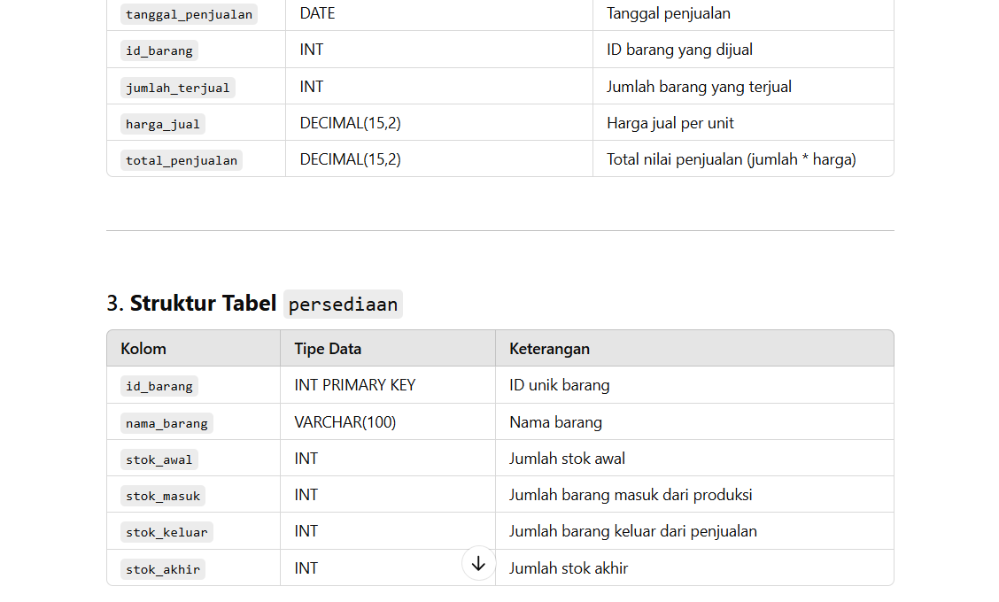 tanggal_penjualan DATE Tanggal penjualan
id_barang INT ID barang yang dijual
jumlah_terjual INT Jumlah barang yang terjual
harga_jual DECIMAL(15,2) Harga jual per unit
total_penjualan DECIMAL(15,2) Total nilai penjualan (jumlah * harga)
3. Struktur Tabel persediaan
Kolom Tipe Data Keterangan
id_barang INT PRIMARY KEY ID unik barang
nama_barang VARCHAR(100) Nama barang
stok_awal INT Jumlah stok awal
stok_masuk INT Jumlah barang masuk dari produksi
stok_keluar INT Jumlah barang keluar dari penjualan
stok_akhir INT Jumlah stok akhir